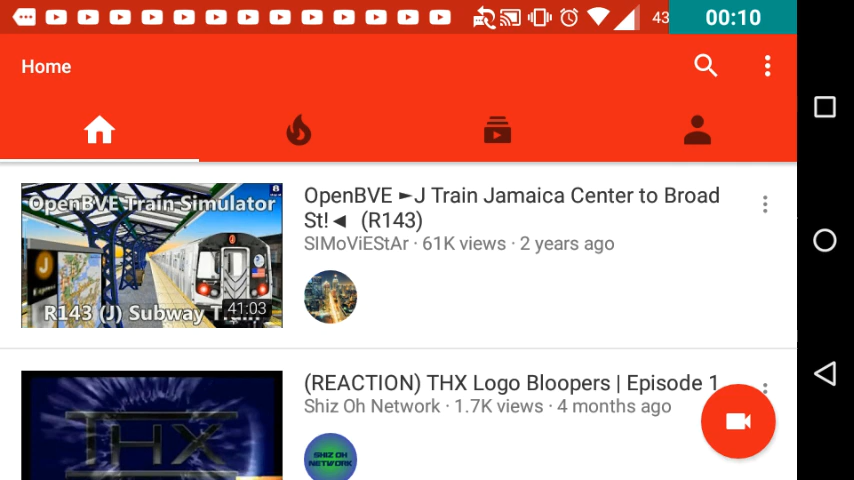 43
00:10
Home
OpenBVE Train Simulator
J
R143 (J) Subway Train
41:03
OpenBVE ►J Train Jamaica Center to Broad
St!◄ (R143)
SIMoViEStAr · 61K views · 2 years ago
THX
(REACTION) THX Logo Bloopers | Episode 1
Shiz Oh Network · 1.7K views · 4 months ago
SHIZ OH
NETWORK